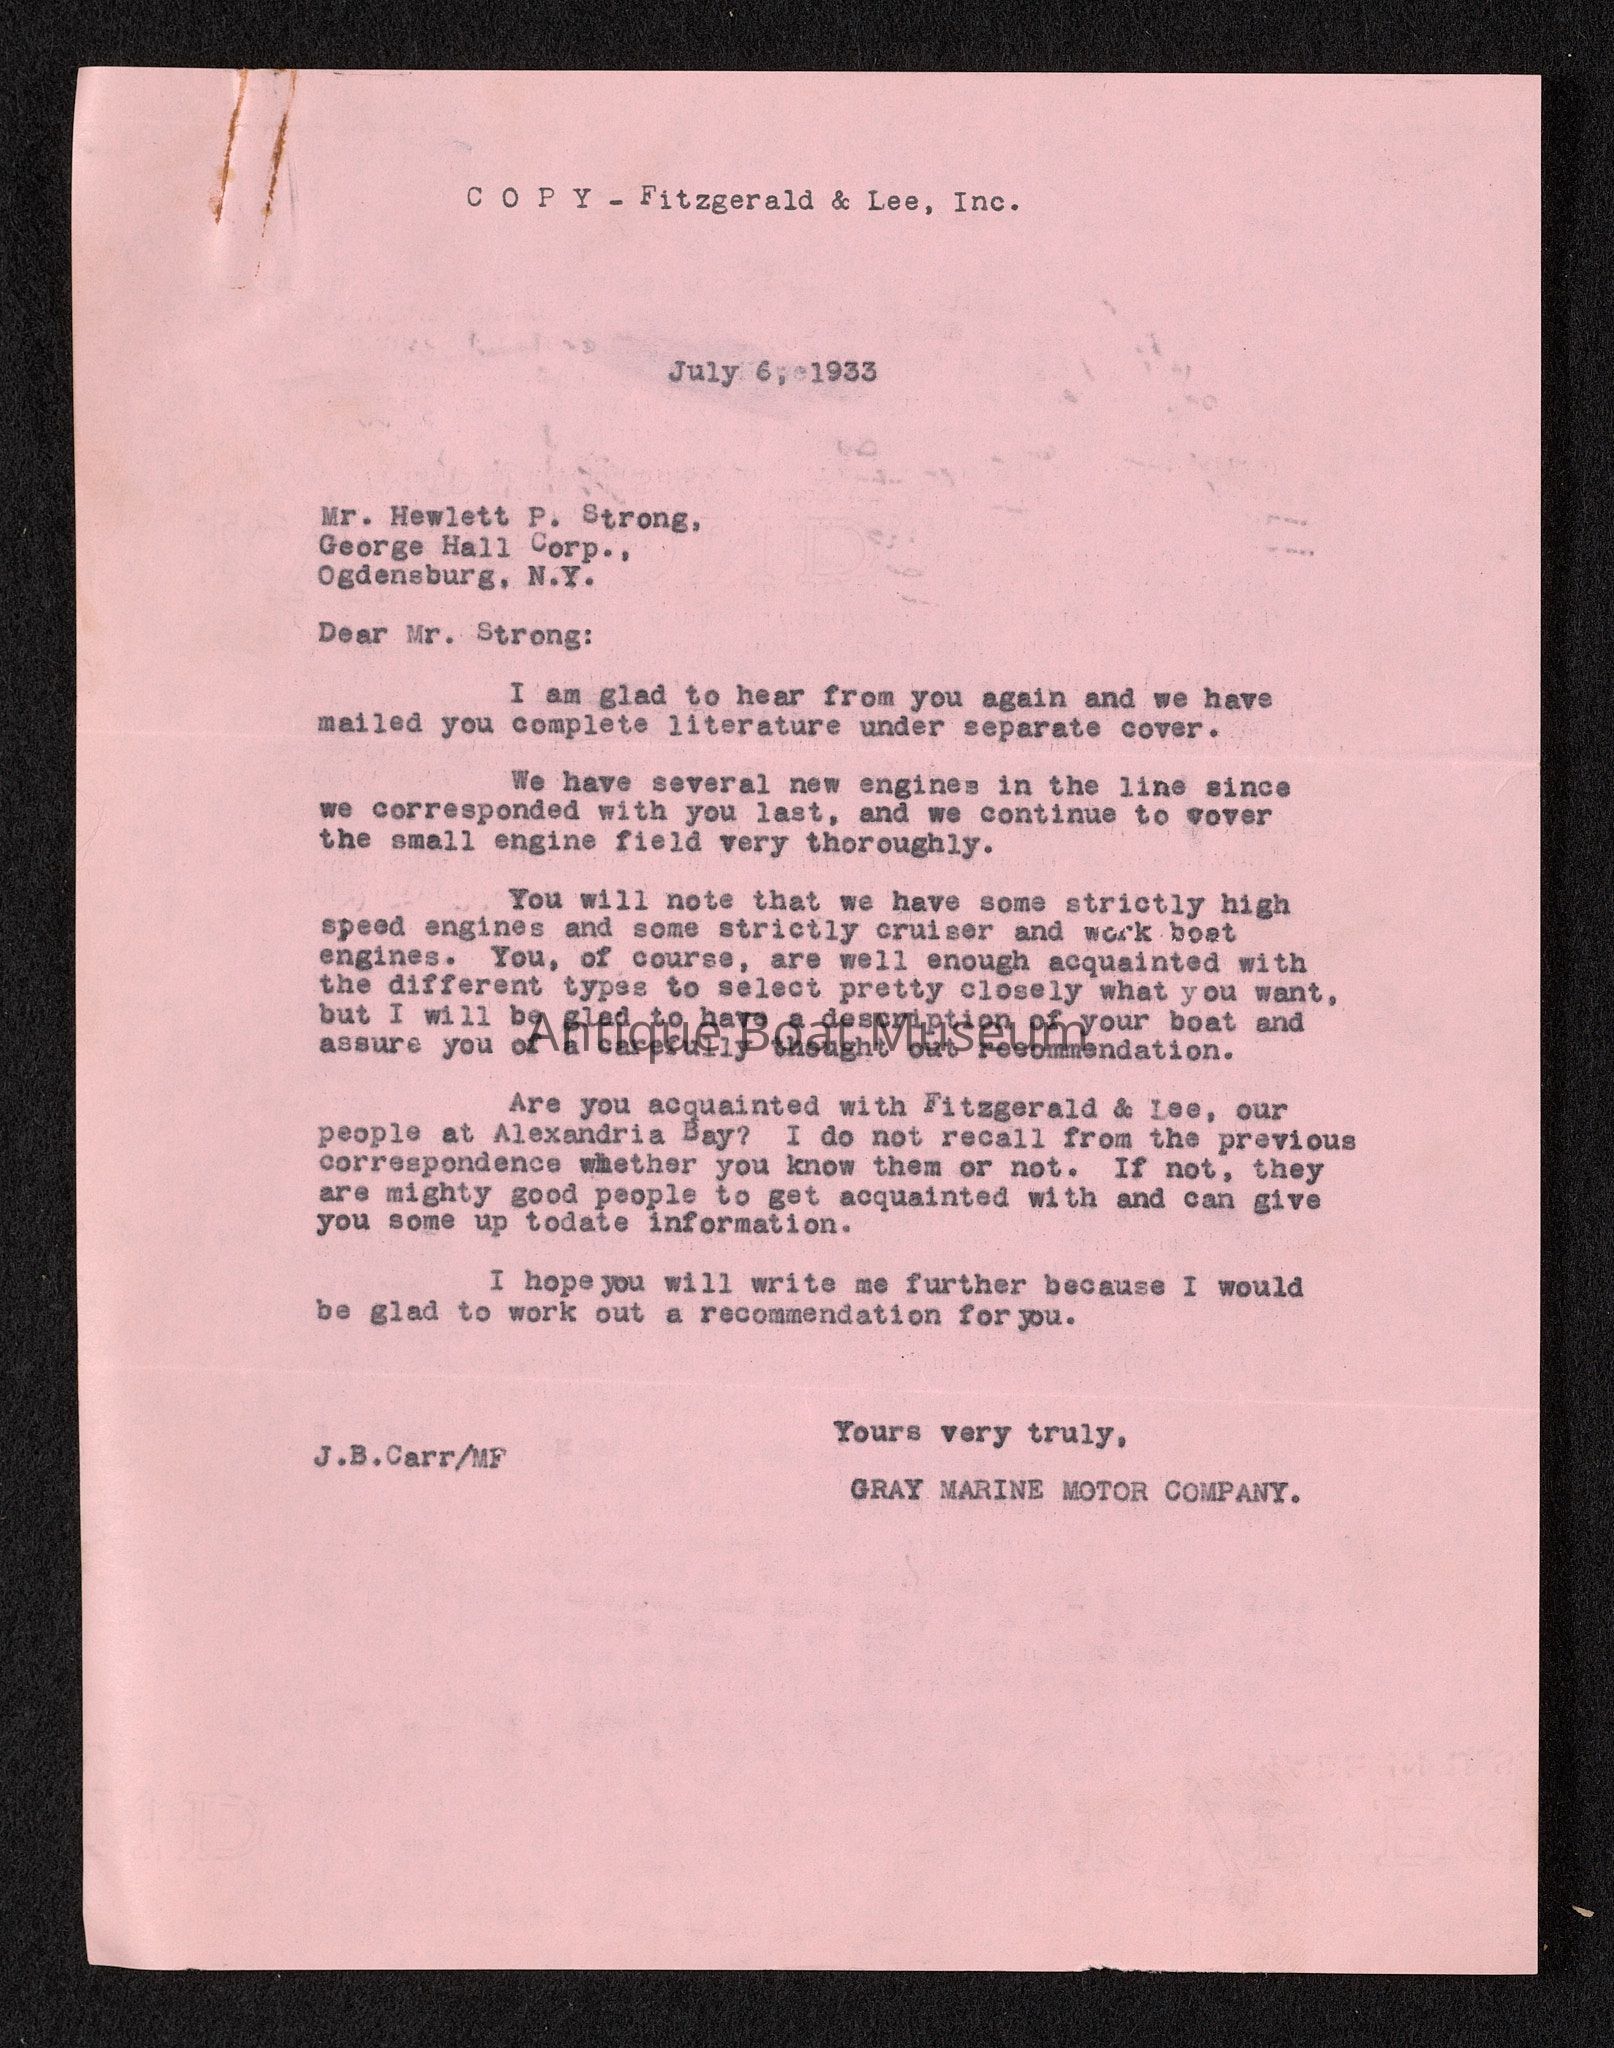 C O P Y - Fitzgerald & Lee, Inc.
July 6, 1933
Mr. Hewlett P. Strong,
George Hall Corp.,
Ogdensburg, N.Y.
Dear Mr. Strong:
I am glad to hear from you again and we have
mailed you complete literature under separate cover.
We have several new engines in the line since
we corresponded with you last, and we continue to vover
the small engine field very thoroughly.
You will note that we have some strictly high
speed engines and some strictly cruiser and work boat
engines. You, of course, are well enough acquainted with
the different types to select pretty closely what you want,
but I will be glad to have a description of your boat and
Antique Boat Museum
assure you of a carefully thought out recommendation.
Are you acquainted with Fitzgerald & Lee, our
people at Alexandria Bay? I do not recall from the previous
correspondence whether you know them or not. If not, they
are mighty good people to get acquainted with and can give
you some up todate information.
I hope you will write me further because I would
be glad to work out a recommendation for you.
Yours very truly,
J.B.Carr/MF
GRAY MARINE MOTOR COMPANY.